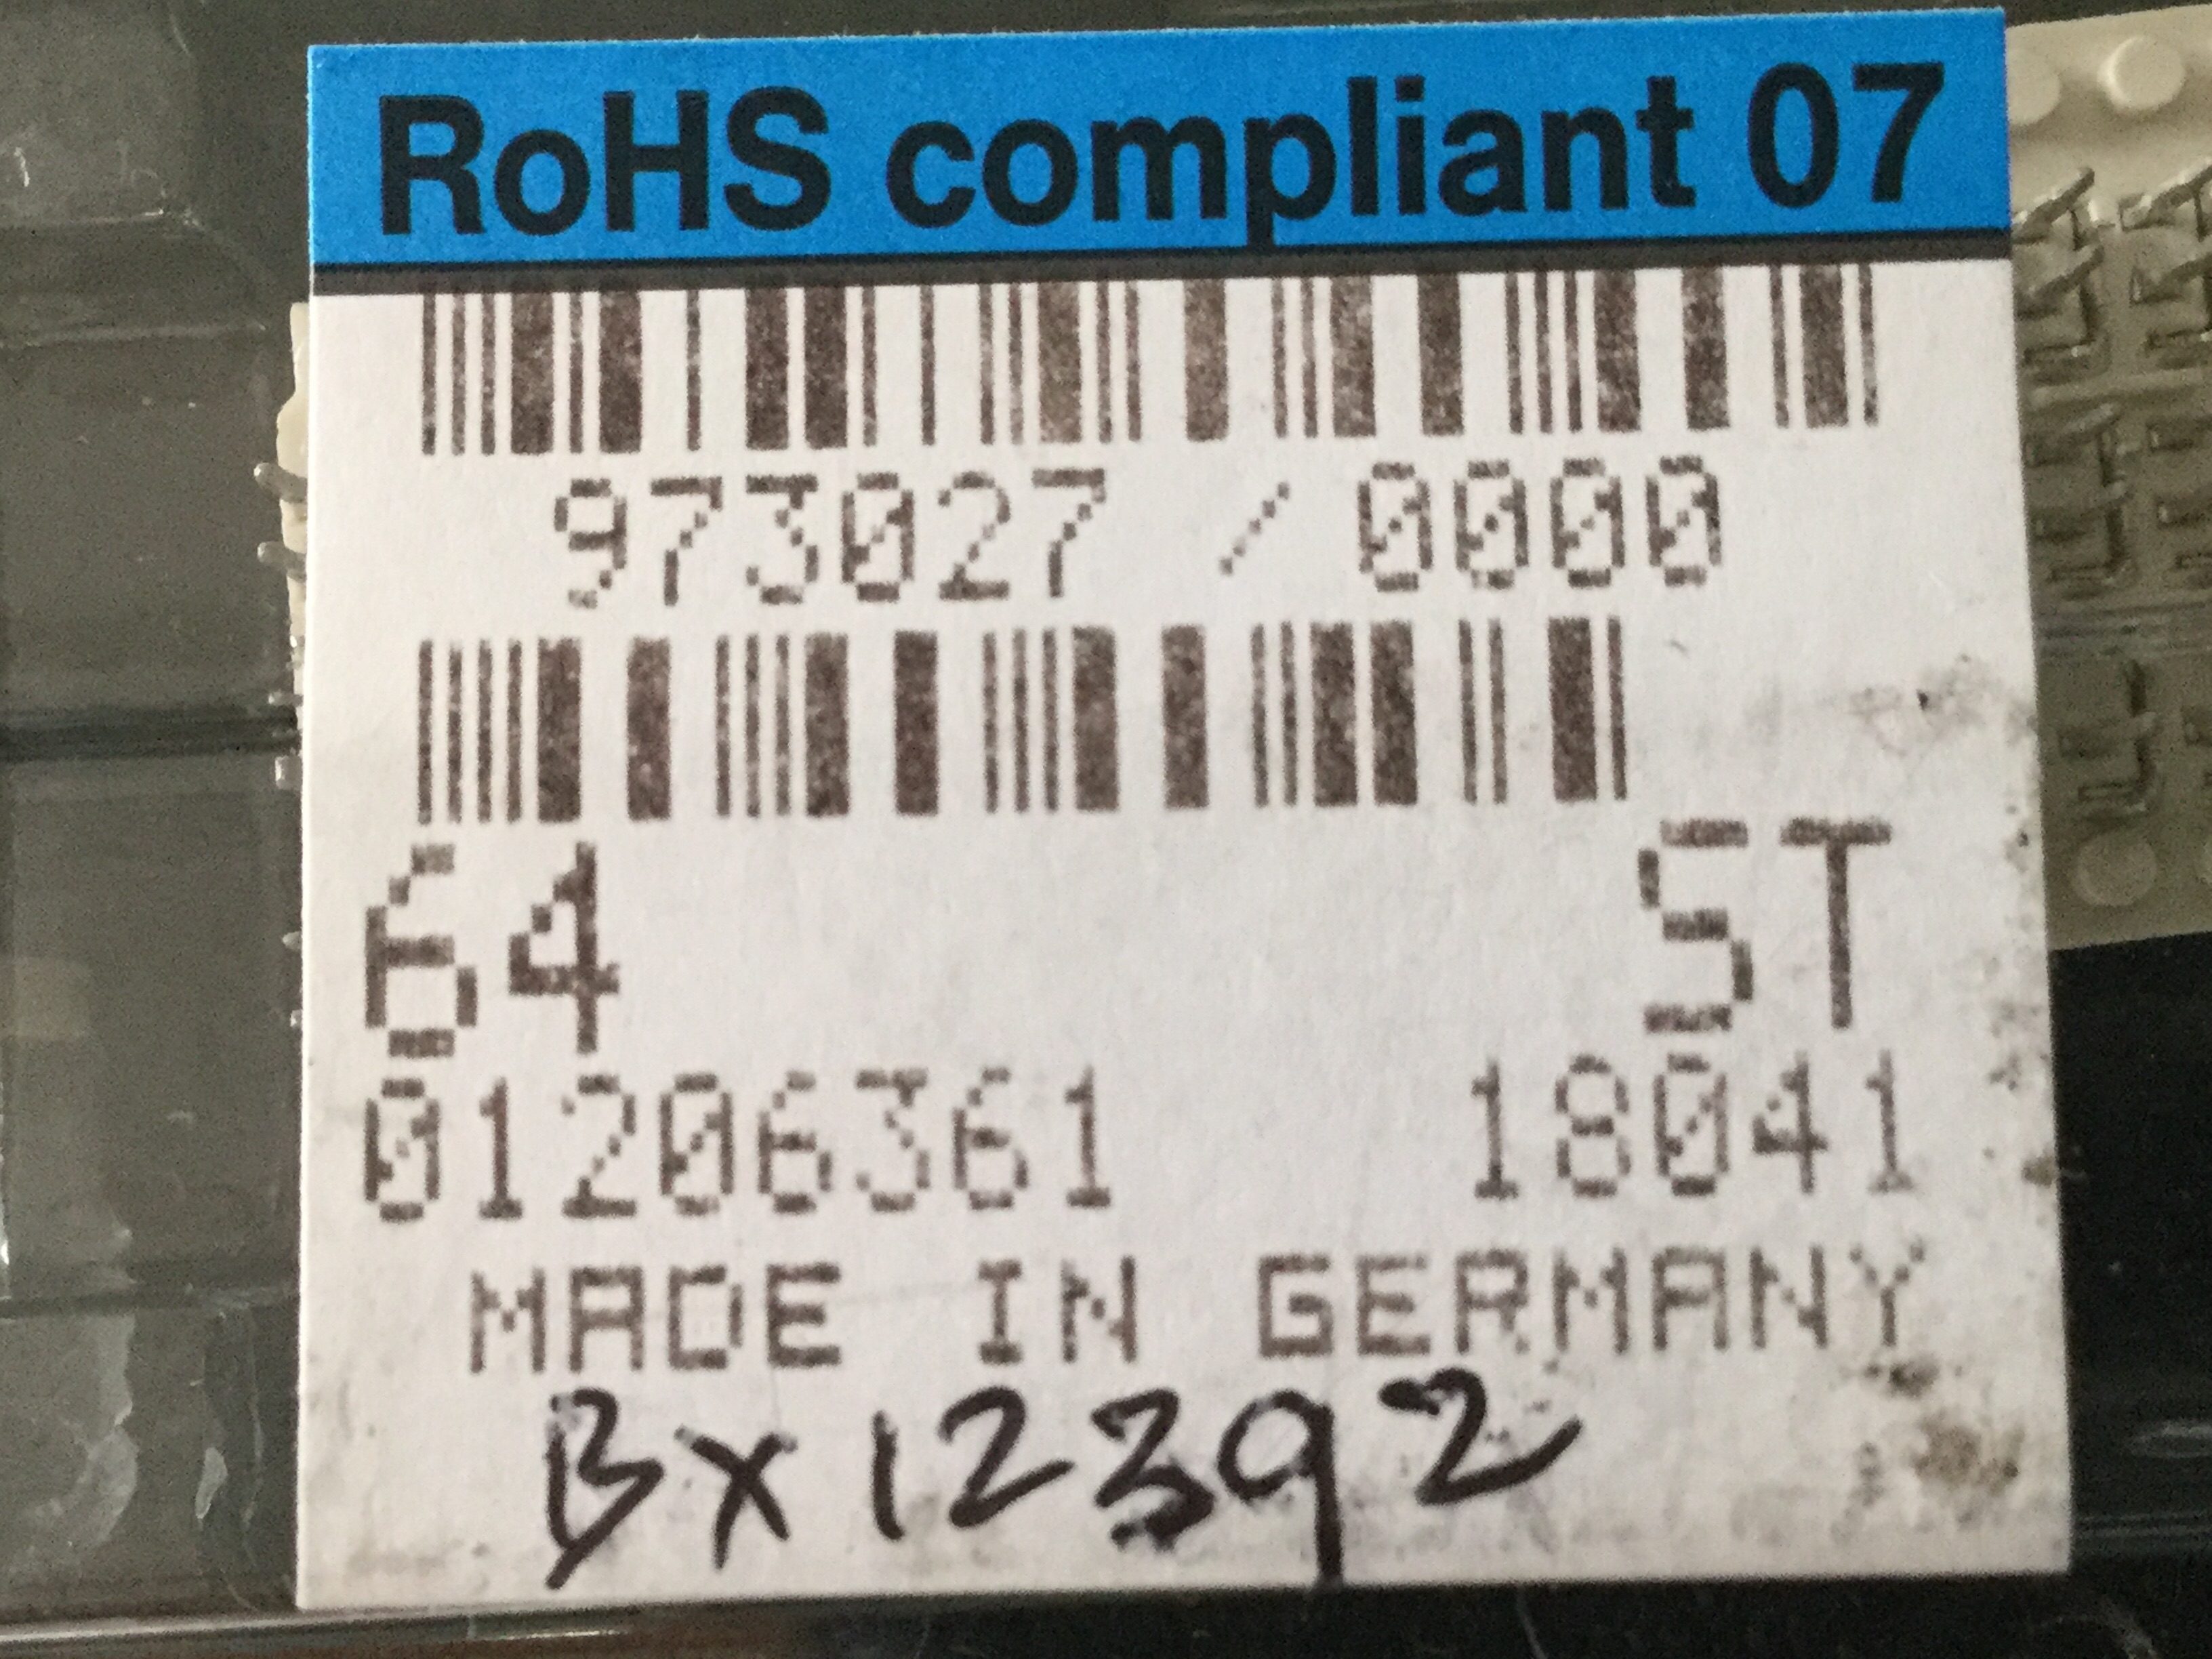 RoHS compliant 07
973027 / 0000
64 ST
01206361 18041
MADE IN GERMANY
Bx12392